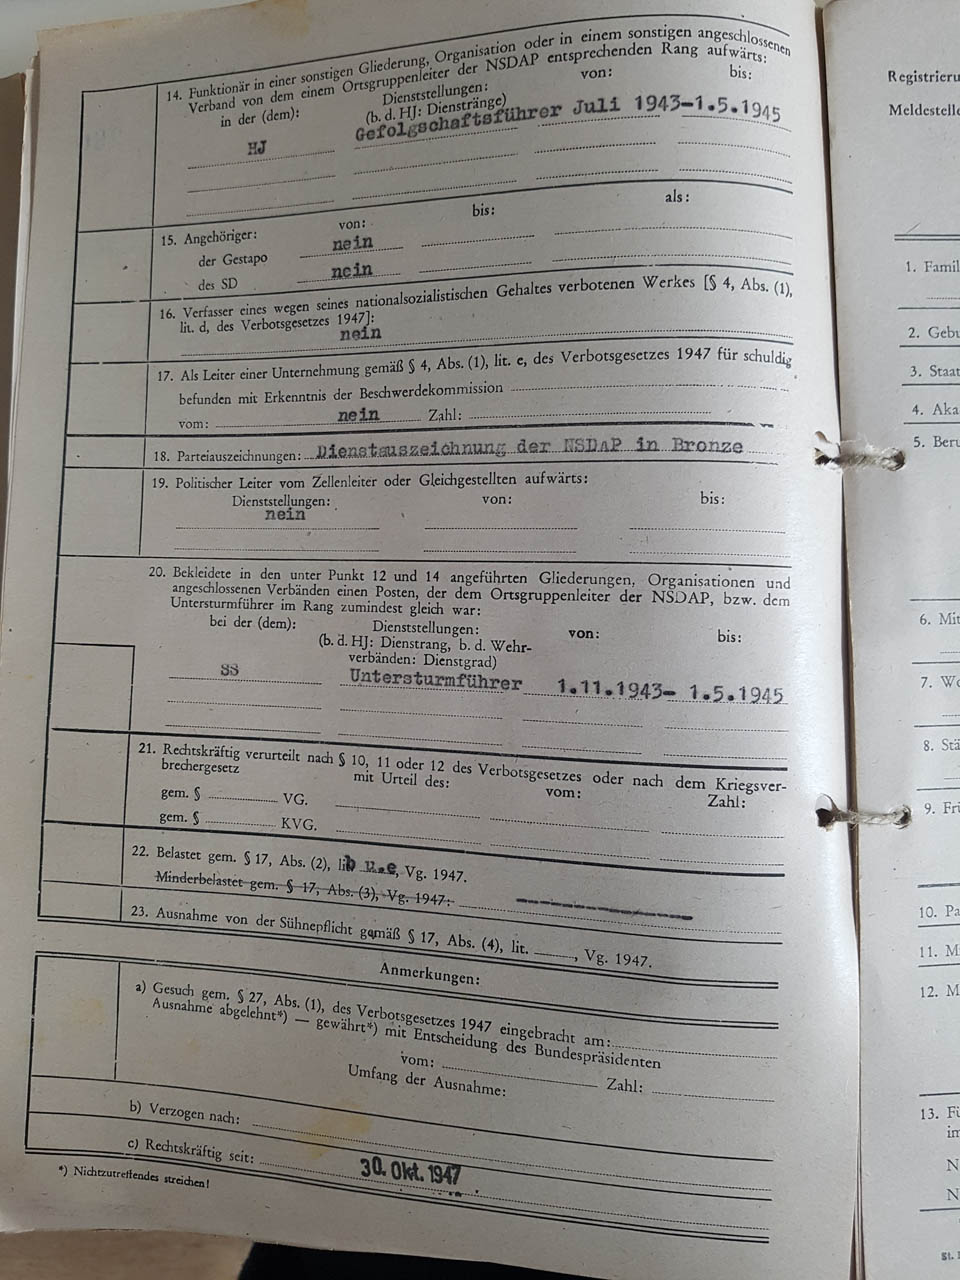 14. Funktionär in einer sonstigen Gliederung, Organisation oder in einem sonstigen angeschlossenen
Verband von dem einem Ortsgruppenleiter der NSDAP entsprechenden Rang aufwärts:
in der (dem): Dienststellungen: von: bis:
(b. d. HJ: Dienstränge)
HJ Gefolgschaftsführer Juli 1943-1.5.1945
15. Angehöriger: von: bis: als:
der Gestapo nein
des SD nein
16. Verfasser eines wegen seines nationalsozialistischen Gehaltes verbotenen Werkes [§ 4, Abs. (1),
lit. d, des Verbotsgesetzes 1947]:
nein
17. Als Leiter einer Unternehmung gemäß § 4, Abs. (1), lit. e, des Verbotsgesetzes 1947 für schuldig
befunden mit Erkenntnis der Beschwerdekommission
vom: nein Zahl:
18. Parteiauszeichnungen: Dienstauszeichnung der NSDAP in Bronze
19. Politischer Leiter vom Zellenleiter oder Gleichgestellten aufwärts:
Dienststellungen: von: bis:
nein
20. Bekleidete in den unter Punkt 12 und 14 angeführten Gliederungen, Organisationen und
angeschlossenen Verbänden einen Posten, der dem Ortsgruppenleiter der NSDAP, bzw. dem
Untersturmführer im Rang zumindest gleich war:
bei der (dem): Dienststellungen: von: bis:
(b. d. HJ: Dienstrang, b. d. Wehr-
verbänden: Dienstgrad)
SS Untersturmführer 1.11.1943- 1.5.1945
21. Rechtskräftig verurteilt nach § 10, 11 oder 12 des Verbotsgesetzes oder nach dem Kriegsver-
brechergesetz mit Urteil des: vom: Zahl:
gem. § VG.
gem. § KVG.
22. Belastet gem. § 17, Abs. (2), lit b u.e, Vg. 1947.
Minderbelastet gem. § 17, Abs. (3), Vg. 1947:
23. Ausnahme von der Sühnepflicht gemäß § 17, Abs. (4), lit. , Vg. 1947.
Anmerkungen:
a) Gesuch gem. § 27, Abs. (1), des Verbotsgesetzes 1947 eingebracht am:
Ausnahme abgelehnt*) — gewährt*) mit Entscheidung des Bundespräsidenten
vom: Zahl:
Umfang der Ausnahme:
b) Verzogen nach:
c) Rechtskräftig seit: 30. Okt. 1947
*) Nichtzutreffendes streichen!
Registrieru
Meldestelle
1. Famil
2. Gebu
3. Staat
4. Aka
5. Beru
6. Mit
7. We
8. Stä
9. Frü
10. Pa
11. Mi
12. M
13. Fü
im
N
N
St.